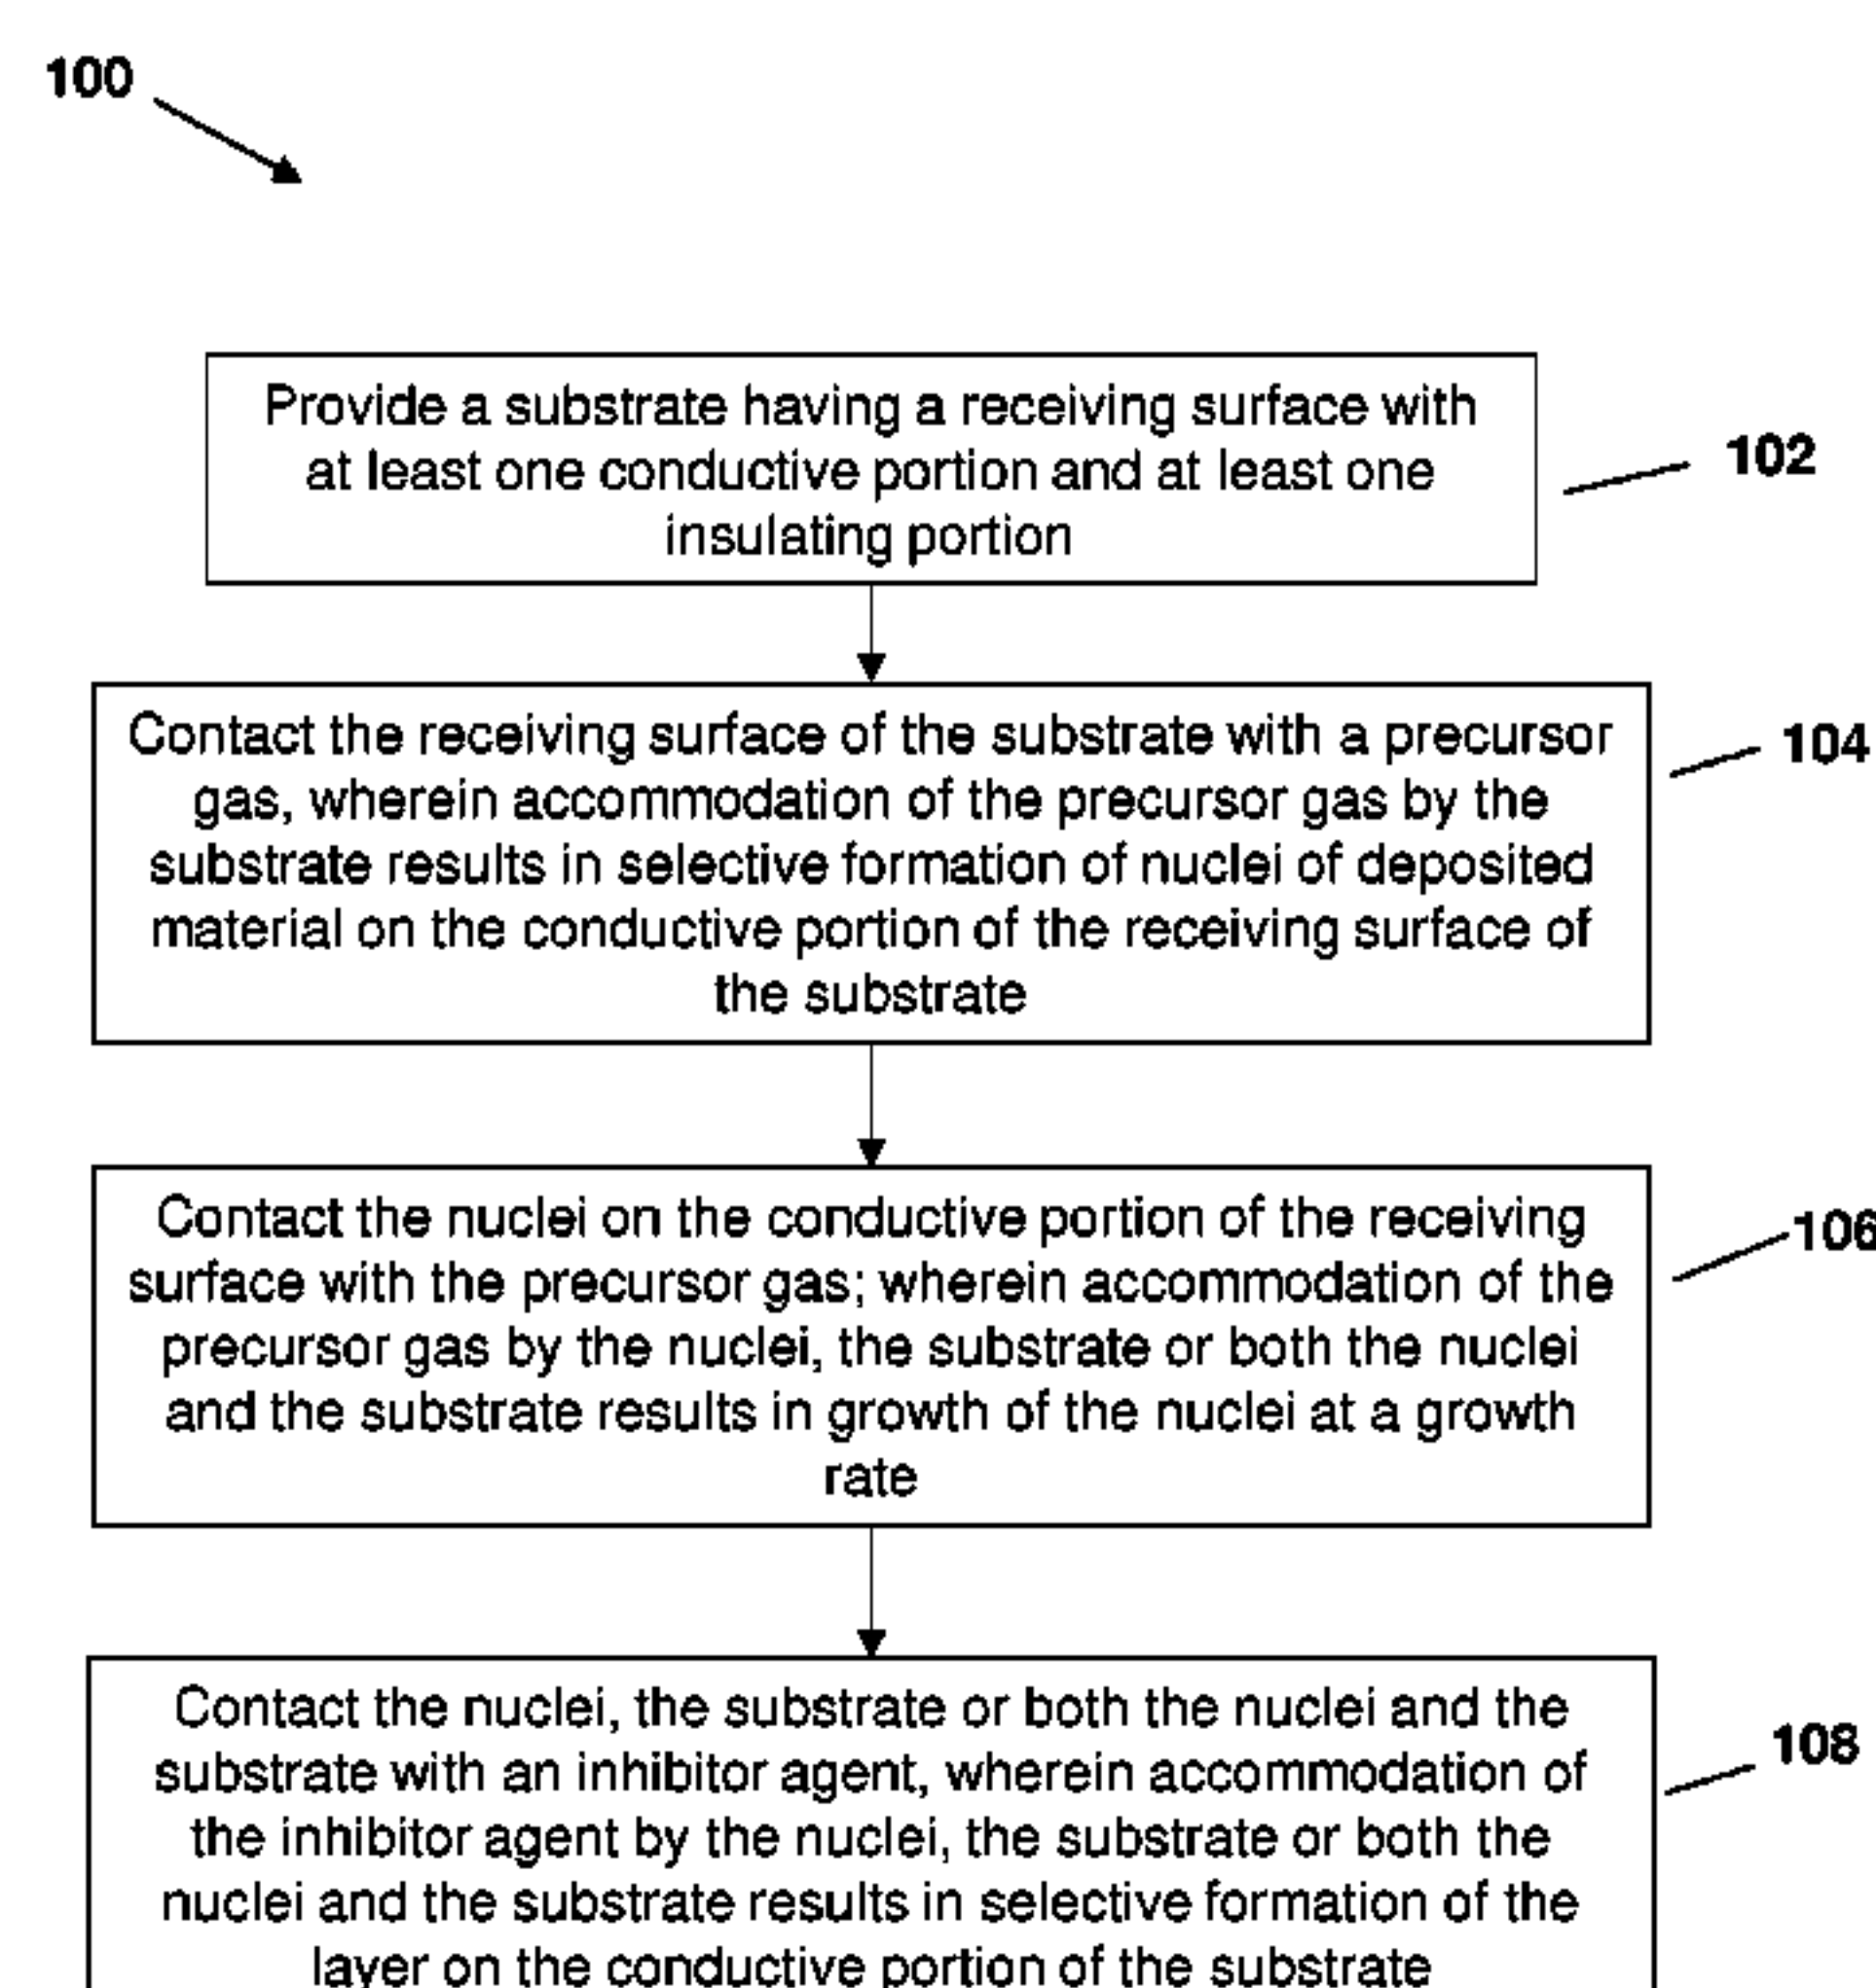 100
Provide a substrate having a receiving surface with
at least one conductive portion and at least one
insulating portion
102
Contact the receiving surface of the substrate with a precursor
gas, wherein accommodation of the precursor gas by the
substrate results in selective formation of nuclei of deposited
material on the conductive portion of the receiving surface of
the substrate
104
Contact the nuclei on the conductive portion of the receiving
surface with the precursor gas; wherein accommodation of the
precursor gas by the nuclei, the substrate or both the nuclei
and the substrate results in growth of the nuclei at a growth
rate
106
Contact the nuclei, the substrate or both the nuclei and the
substrate with an inhibitor agent, wherein accommodation of
the inhibitor agent by the nuclei, the substrate or both the
nuclei and the substrate results in selective formation of the
layer on the conductive portion of the substrate
108